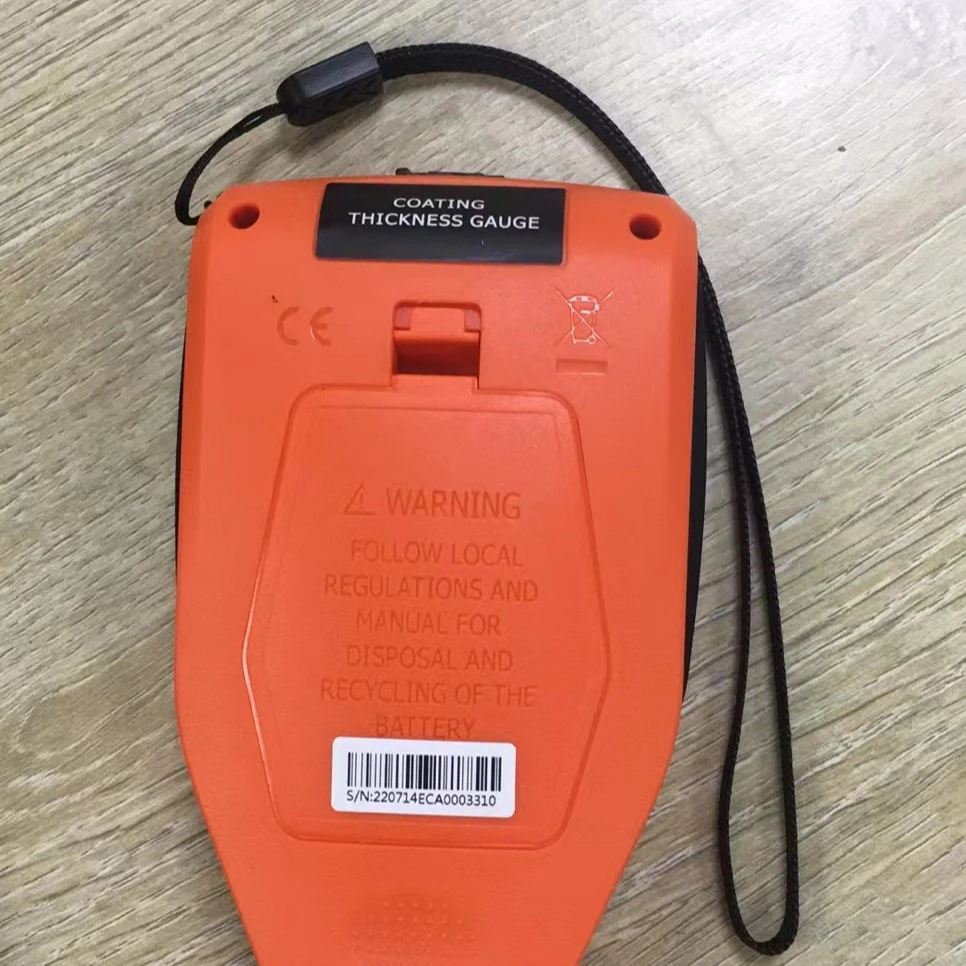 COATING
THICKNESS GAUGE
CE
⚠ WARNING
FOLLOW LOCAL
REGULATIONS AND
MANUAL FOR
DISPOSAL AND
RECYCLING OF THE
BATTERY
S/N:220714ECA0003310